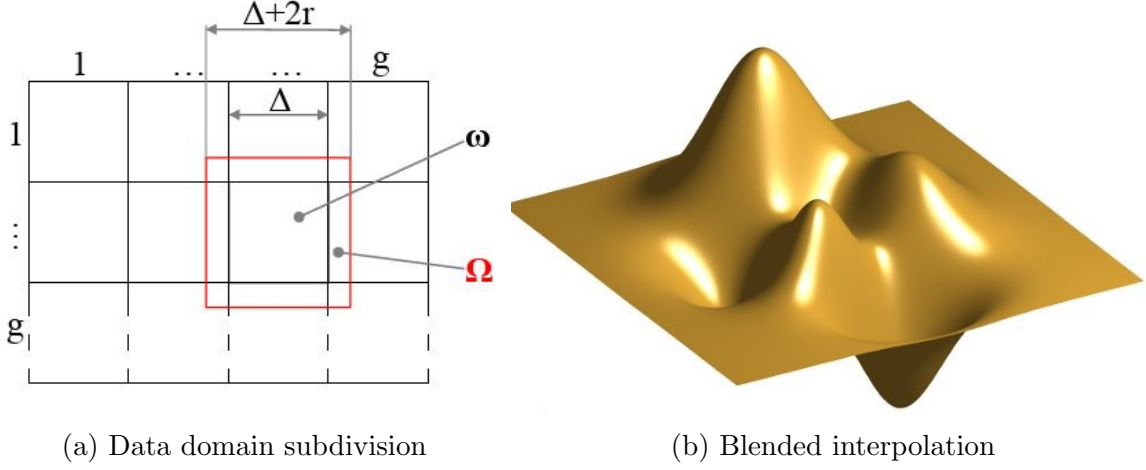 Δ+2r
1 … … g
Δ
1
ω
…
Ω
g
(a) Data domain subdivision
(b) Blended interpolation